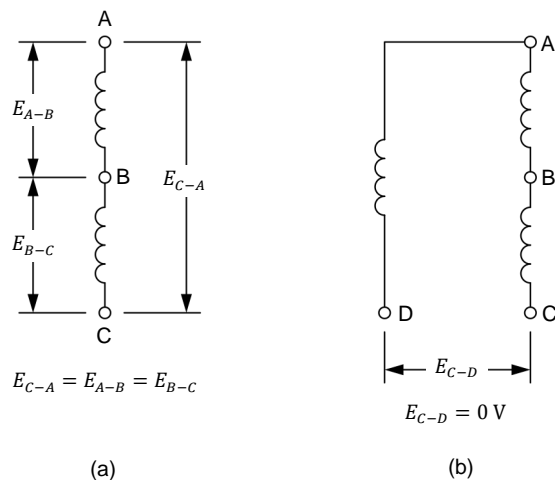 A
E_{A-B}
B
E_{C-A}
E_{B-C}
C
E_{C-A} = E_{A-B} = E_{B-C}
(a)
A
B
D
C
E_{C-D}
E_{C-D} = 0 V
(b)